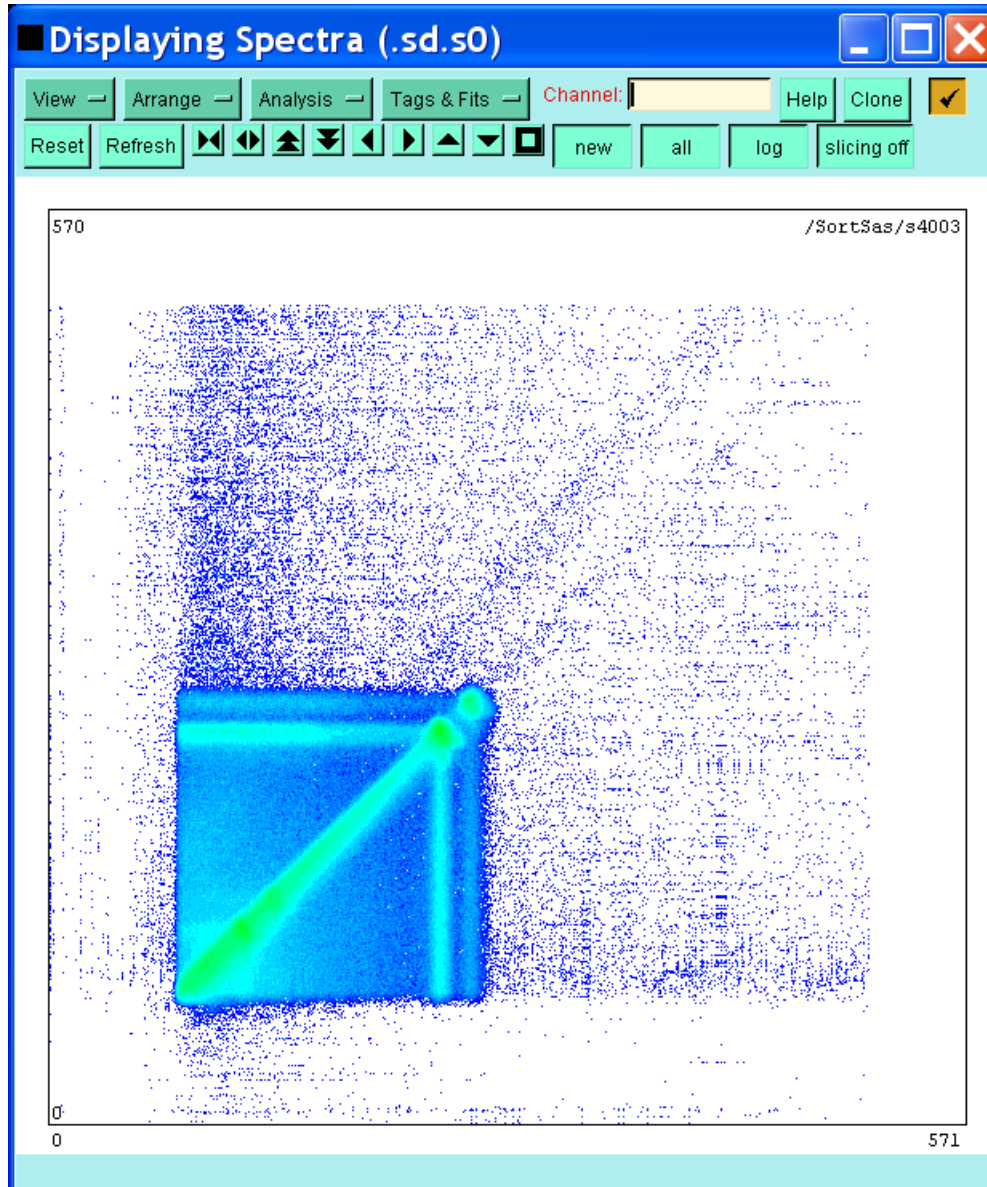 Displaying Spectra (.sd.s0)
View Arrange Analysis Tags & Fits Channel: Help Clone
Reset Refresh new all log slicing off
570 /SortSas/s4003
0
0 571